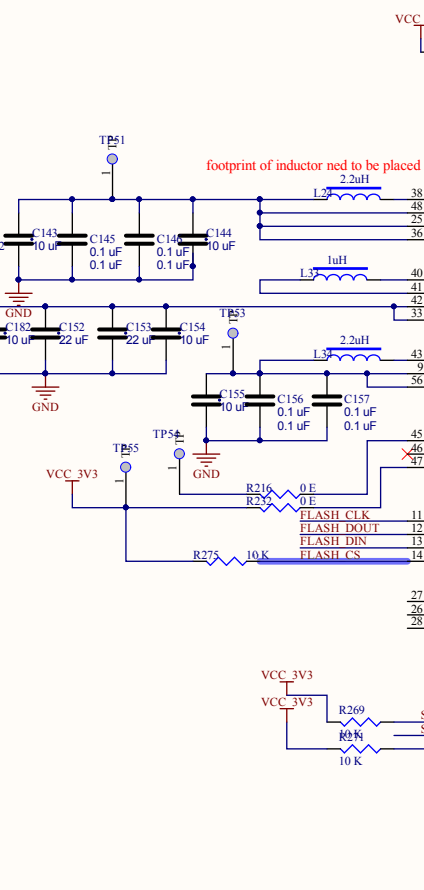 VCC
TP51
1
footprint of inductor ned to be placed
2.2uH
38
48
25
36
C143
10 uF
C145
0.1 uF
0.1 uF
0.1 uF
0.1 uF
C144
10 uF
GND
1uH
40
41
42
33
C182
10 uF
C152
22 uF
C153
22 uF
C154
10 uF
TP53
1
2.2uH
43
9
56
C155
10 uF
C156
0.1 uF
0.1 uF
C157
0.1 uF
0.1 uF
GND
GND
TP55
1
1
VCC_3V3
45
46
47
R216
0 E
R232
0 E
FLASH_CLK
11
FLASH_DOUT
12
FLASH_DIN
13
R275
10 K
FLASH_CS
14
27
26
28
VCC_3V3
VCC_3V3
R269
10 K
R271
10 K